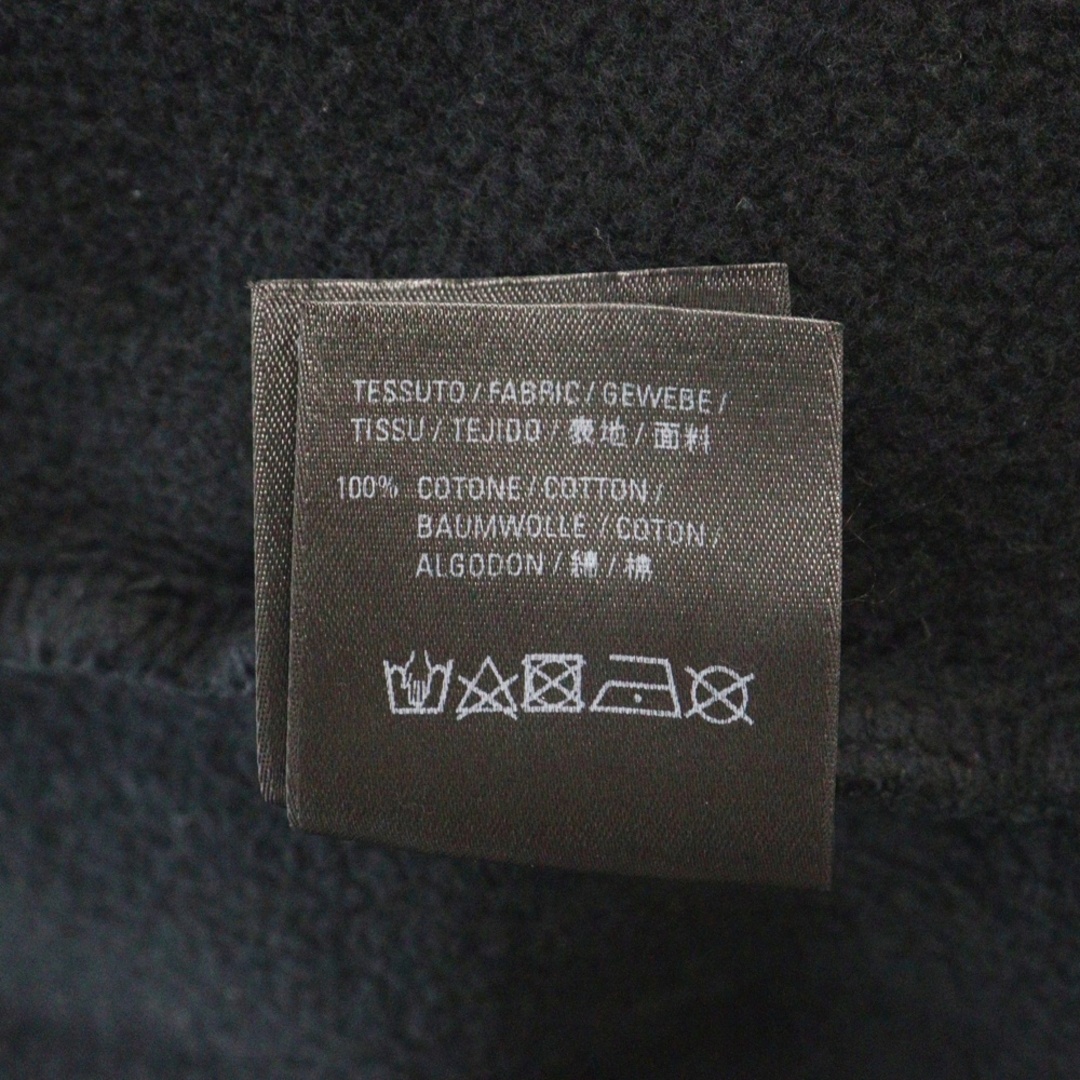 TESSUTO / FABRIC / GEWEBE /
TISSU / TEJIDO /表地 / 面料
100% COTONE / COTTON /
BAUMWOLLE / COTON /
ALGODON / 綿 / 棉